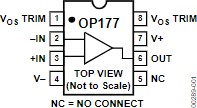 VOS TRIM 1 OP177 8 VOS TRIM
–IN 2 7 V+
+IN 3 6 OUT
V– 4 TOP VIEW 5 NC
(Not to Scale)
NC = NO CONNECT
00289-001